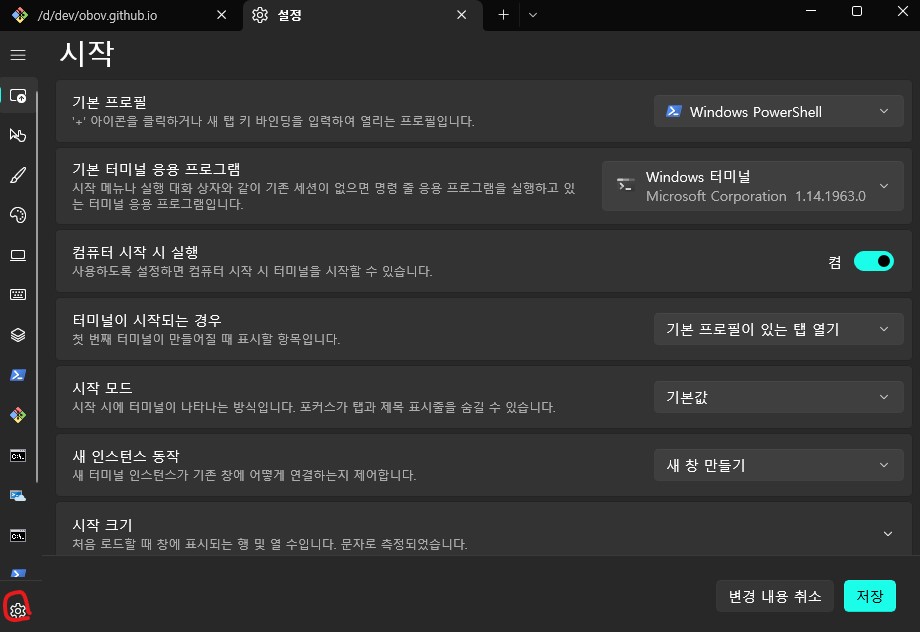 /d/dev/obov.github.io
설정
시작
기본 프로필
'+' 아이콘을 클릭하거나 새 탭 키 바인딩을 입력하여 열리는 프로필입니다.
Windows PowerShell
기본 터미널 응용 프로그램
시작 메뉴나 실행 대화 상자와 같이 기존 세션이 없으면 명령 줄 응용 프로그램을 실행하고 있
는 터미널 응용 프로그램입니다.
Windows 터미널
Microsoft Corporation 1.14.1963.0
컴퓨터 시작 시 실행
사용하도록 설정하면 컴퓨터 시작 시 터미널을 시작할 수 있습니다.
켬
터미널이 시작되는 경우
첫 번째 터미널이 만들어질 때 표시할 항목입니다.
기본 프로필이 있는 탭 열기
시작 모드
시작 시에 터미널이 나타나는 방식입니다. 포커스가 탭과 제목 표시줄을 숨길 수 있습니다.
기본값
새 인스턴스 동작
새 터미널 인스턴스가 기존 창에 어떻게 연결하는지 제어합니다.
새 창 만들기
시작 크기
처음 로드할 때 창에 표시되는 행 및 열 수입니다. 문자로 측정되었습니다.
변경 내용 취소
저장